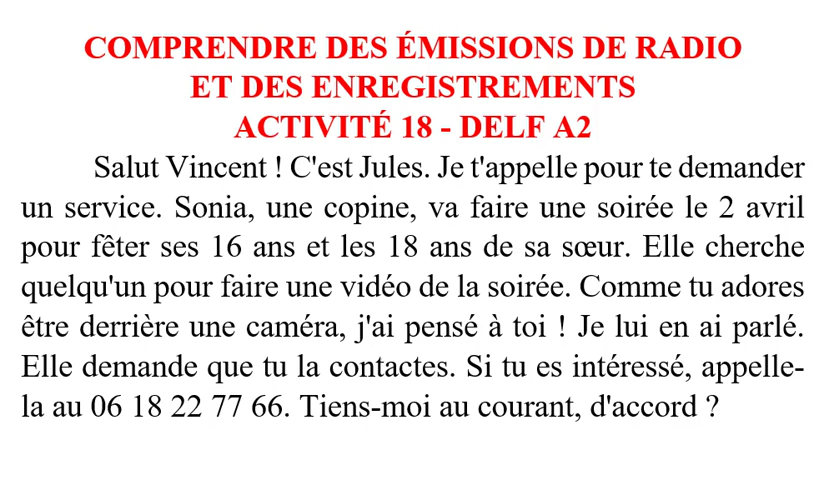 COMPRENDRE DES ÉMISSIONS DE RADIO
ET DES ENREGISTREMENTS
ACTIVITÉ 18 - DELF A2
Salut Vincent ! C'est Jules. Je t'appelle pour te demander
un service. Sonia, une copine, va faire une soirée le 2 avril
pour fêter ses 16 ans et les 18 ans de sa sœur. Elle cherche
quelqu'un pour faire une vidéo de la soirée. Comme tu adores
être derrière une caméra, j'ai pensé à toi ! Je lui en ai parlé.
Elle demande que tu la contactes. Si tu es intéressé, appelle-
la au 06 18 22 77 66. Tiens-moi au courant, d'accord ?